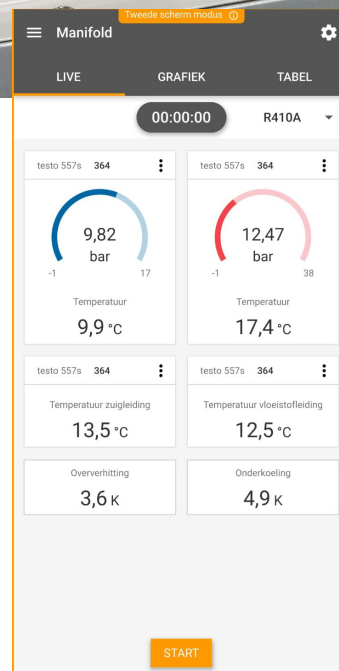 Tweede scherm modus
Manifold
LIVE GRAFIEK TABEL
00:00:00 R410A
testo 557s 364 testo 557s 364
9,82 12,47
bar bar
-1 17 -1 38
Temperatuur Temperatuur
9,9 °C 17,4 °C
testo 557s 364 testo 557s 364
Temperatuur zuigleiding Temperatuur vloeistofleiding
13,5 °C 12,5 °C
Oververhitting Onderkoeling
3,6 K 4,9 K
START